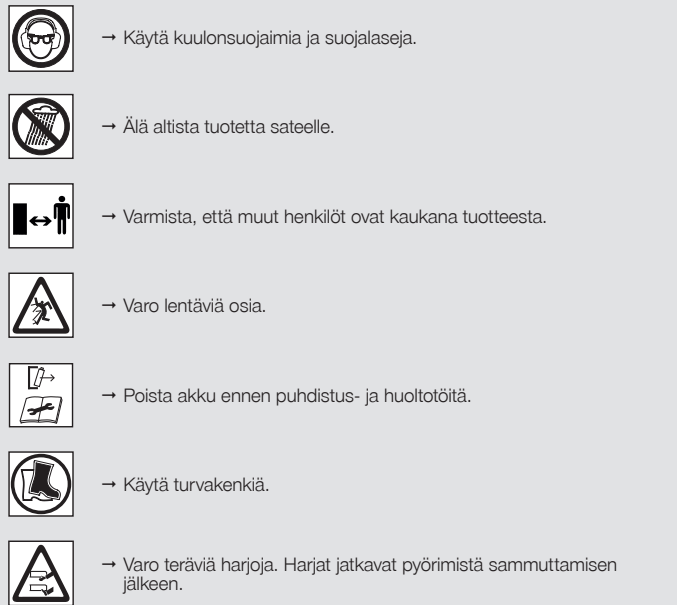 → Käytä kuulonsuojaimia ja suojalaseja.
→ Älä altista tuotetta sateelle.
→ Varmista, että muut henkilöt ovat kaukana tuotteesta.
→ Varo lentäviä osia.
→ Poista akku ennen puhdistus- ja huoltotöitä.
→ Käytä turvakenkiä.
→ Varo teräviä harjoja. Harjat jatkavat pyörimistä sammuttamisen
jälkeen.